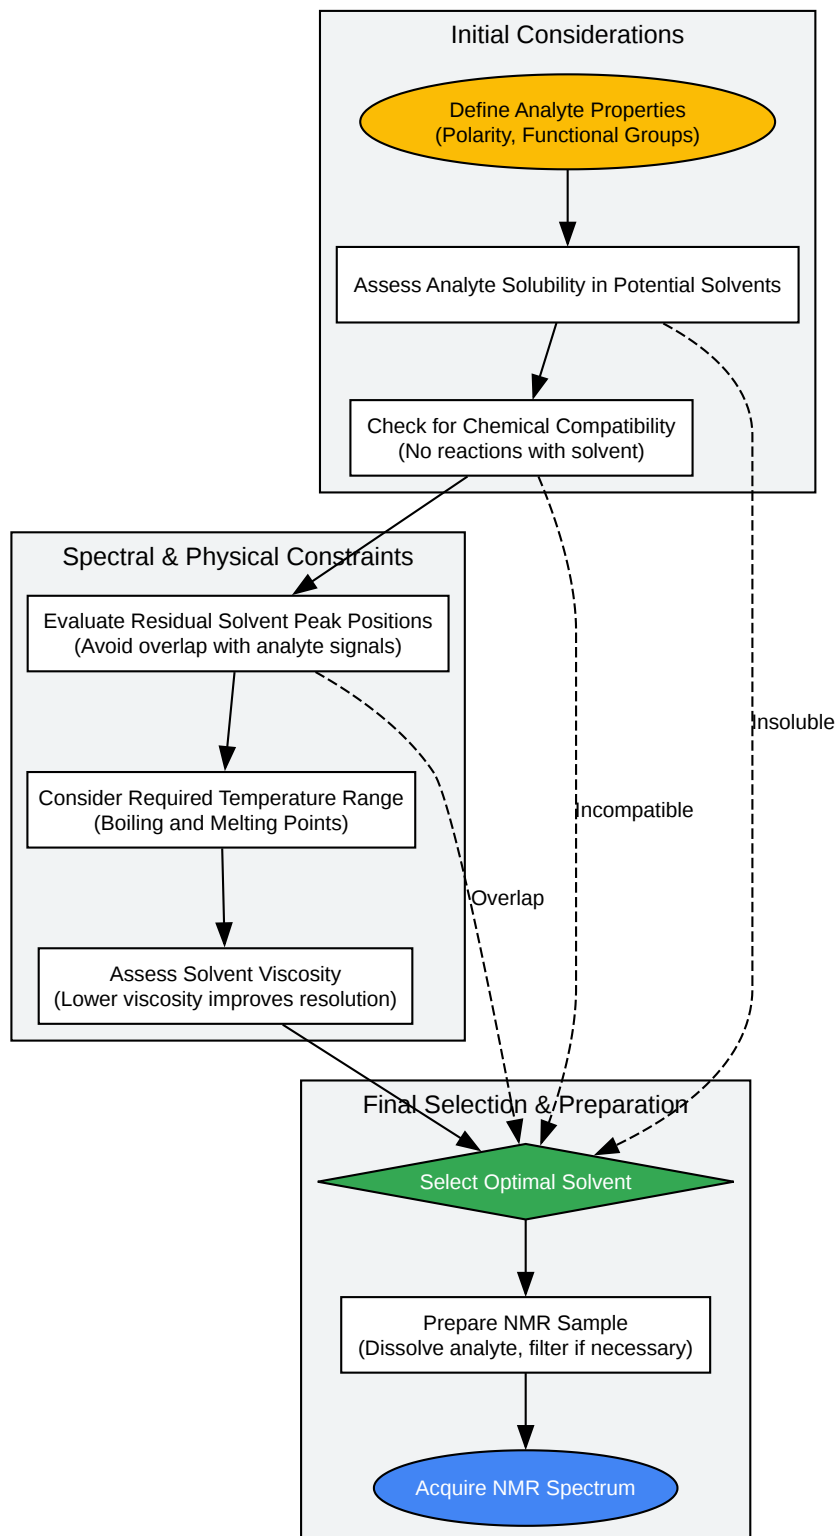 Initial Considerations
Define Analyte Properties
(Polarity, Functional Groups)
Assess Analyte Solubility in Potential Solvents
Check for Chemical Compatibility
(No reactions with solvent)
Spectral & Physical Constraints
Evaluate Residual Solvent Peak Positions
(Avoid overlap with analyte signals)
Insoluble
Consider Required Temperature Range
(Boiling and Melting Points)
Incompatible
Overlap
Assess Solvent Viscosity
(Lower viscosity improves resolution)
Final Selection & Preparation
Select Optimal Solvent
Prepare NMR Sample
(Dissolve analyte, filter if necessary)
Acquire NMR Spectrum